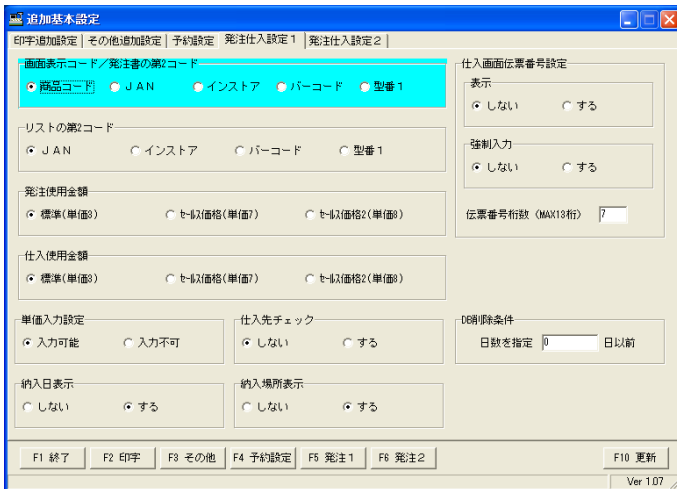 追加基本設定
印字追加設定 その他追加設定 予約設定 発注仕入設定1 発注仕入設定2
画面表示コード／発注書の第2コード
商品コード JAN インストア バーコード 型番1
リストの第2コード
JAN インストア バーコード 型番1
発注使用金額
標準(単価3) ｾｰﾙｽ価格(単価7) ｾｰﾙｽ価格2(単価8)
仕入使用金額
標準(単価3) ｾｰﾙｽ価格(単価7) ｾｰﾙｽ価格2(単価8)
単価入力設定
入力可能 入力不可
仕入先チェック
しない する
納入日表示
しない する
納入場所表示
しない する
仕入画面伝票番号設定
表示
しない する
強制入力
しない する
伝票番号桁数（MAX13桁） 7
DB削除条件
日数を指定 0 日以前
F1 終了 F2 印字 F3 その他 F4 予約設定 F5 発注1 F6 発注2 F10 更新
Ver 1.07